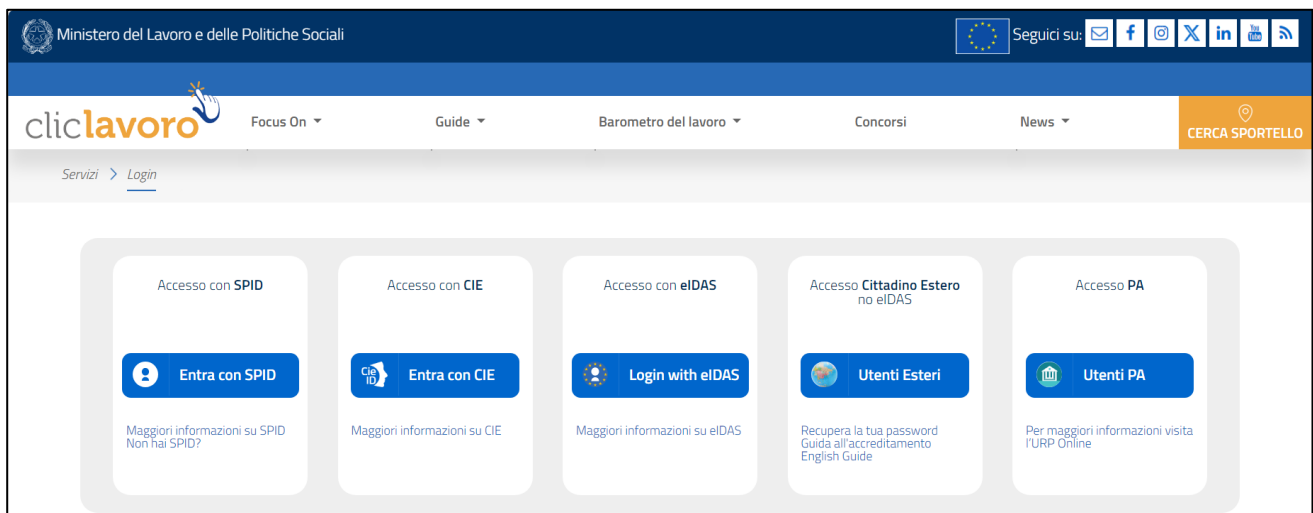 Ministero del Lavoro e delle Politiche Sociali
Seguici su:
You
Tube
cliclavoro
Focus On
Guide
Barometro del lavoro
Concorsi
News
CERCA SPORTELLO
Servizi > Login
Accesso con SPID
Entra con SPID
Maggiori informazioni su SPID
Non hai SPID?
Accesso con CIE
Cie
ID
Entra con CIE
Maggiori informazioni su CIE
Accesso con eIDAS
Login with eIDAS
Maggiori informazioni su eIDAS
Accesso Cittadino Estero
no eIDAS
Utenti Esteri
Recupera la tua password
Guida all'accreditamento
English Guide
Accesso PA
Utenti PA
Per maggiori informazioni visita
l'URP Online